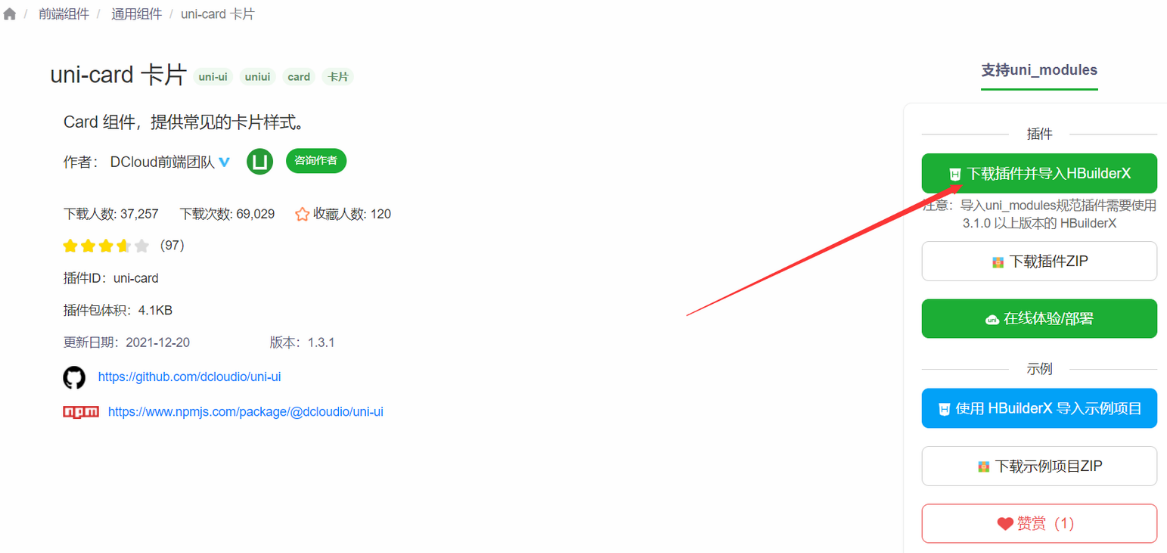 / 前端组件 / 通用组件 / uni-card 卡片
uni-card 卡片 uni-ui uniui card 卡片
Card 组件，提供常见的卡片样式。
作者： DCloud前端团队 咨询作者
下载人数: 37,257 下载次数: 69,029 收藏人数: 120
(97)
插件ID：uni-card
插件包体积：4.1KB
更新日期：2021-12-20 版本：1.3.1
https://github.com/dcloudio/uni-ui
npm https://www.npmjs.com/package/@dcloudio/uni-ui
支持uni_modules
插件
下载插件并导入HBuilderX
注意：导入uni_modules规范插件需要使用
3.1.0 以上版本的 HBuilderX
下载插件ZIP
在线体验/部署
示例
使用 HBuilderX 导入示例项目
下载示例项目ZIP
赞赏（1）